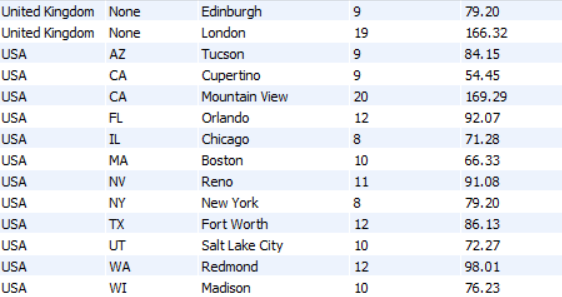 United Kingdom None Edinburgh 9 79.20
United Kingdom None London 19 166.32
USA AZ Tucson 9 84.15
USA CA Cupertino 9 54.45
USA CA Mountain View 20 169.29
USA FL Orlando 12 92.07
USA IL Chicago 8 71.28
USA MA Boston 10 66.33
USA NV Reno 11 91.08
USA NY New York 8 79.20
USA TX Fort Worth 12 86.13
USA UT Salt Lake City 10 72.27
USA WA Redmond 12 98.01
USA WI Madison 10 76.23